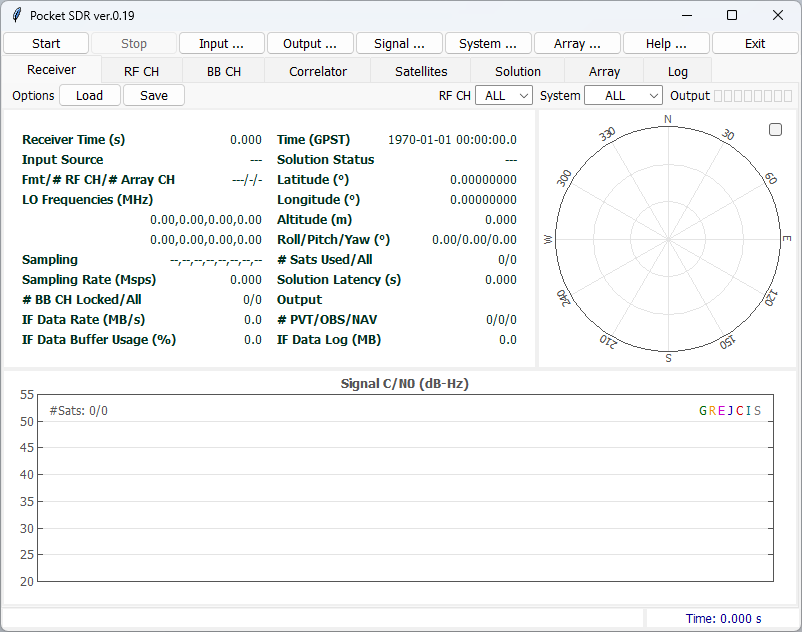 Pocket SDR ver.0.19
Start Stop Input ... Output ... Signal ... System ... Array ... Help ... Exit
Receiver RF CH BB CH Correlator Satellites Solution Array Log
Options Load Save RF CH ALL System ALL Output
Receiver Time (s) 0.000 Time (GPST) 1970-01-01 00:00:00.0
Input Source --- Solution Status ---
Fmt/# RF CH/# Array CH ---/-/- Latitude (°) 0.00000000
LO Frequencies (MHz) Longitude (°) 0.00000000
0.00,0.00,0.00,0.00 Altitude (m) 0.000
0.00,0.00,0.00,0.00 Roll/Pitch/Yaw (°) 0.00/0.00/0.00
Sampling --,--,--,--,--,--,--,-- # Sats Used/All 0/0
Sampling Rate (Msps) 0.000 Solution Latency (s) 0.000
# BB CH Locked/All 0/0 Output
IF Data Rate (MB/s) 0.0 # PVT/OBS/NAV 0/0/0
IF Data Buffer Usage (%) 0.0 IF Data Log (MB) 0.0
N
330 30
300 60
W E
240 120
210 150
S
Signal C/N0 (dB-Hz)
55
#Sats: 0/0 G R E J C I S
50
45
40
35
30
25
20
Time: 0.000 s